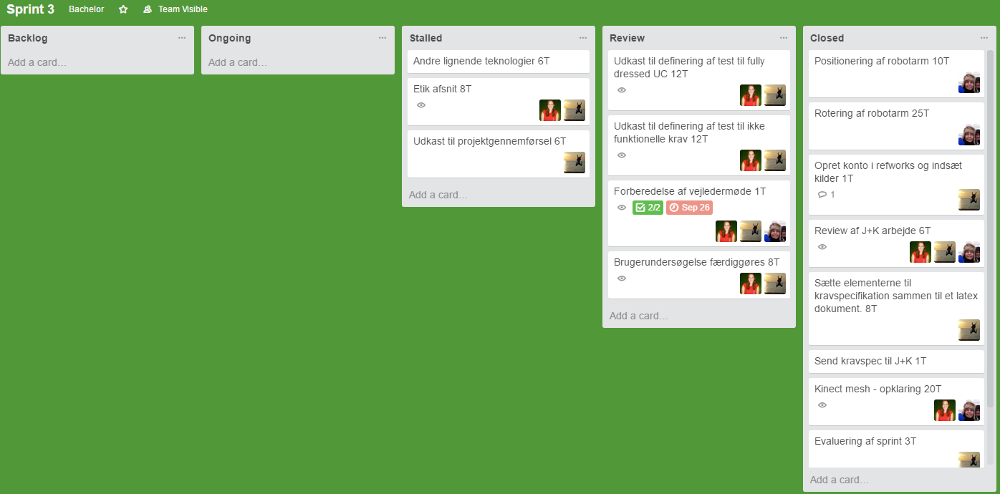 Sprint 3 Bachelor Team Visible
Backlog
Add a card…
Ongoing
Add a card…
Stalled
Andre lignende teknologier 6T
Etik afsnit 8T
Udkast til projektgennemførsel 6T
Add a card…
Review
Udkast til definering af test til fully
dressed UC 12T
Udkast til definering af test til ikke
funktionelle krav 12T
Forberedelse af vejledermøde 1T
2/2 Sep 26
Brugerundersøgelse færdiggøres 8T
Add a card…
Closed
Positionering af robotarm 10T
Rotering af robotarm 25T
Opret konto i refworks og indsæt
kilder 1T
1
Review af J+K arbejde 6T
Sætte elementerne til
kravspecifikation sammen til et latex
dokument. 8T
Send kravspec til J+K 1T
Kinect mesh - opklaring 20T
Evaluering af sprint 3T
Add a card…